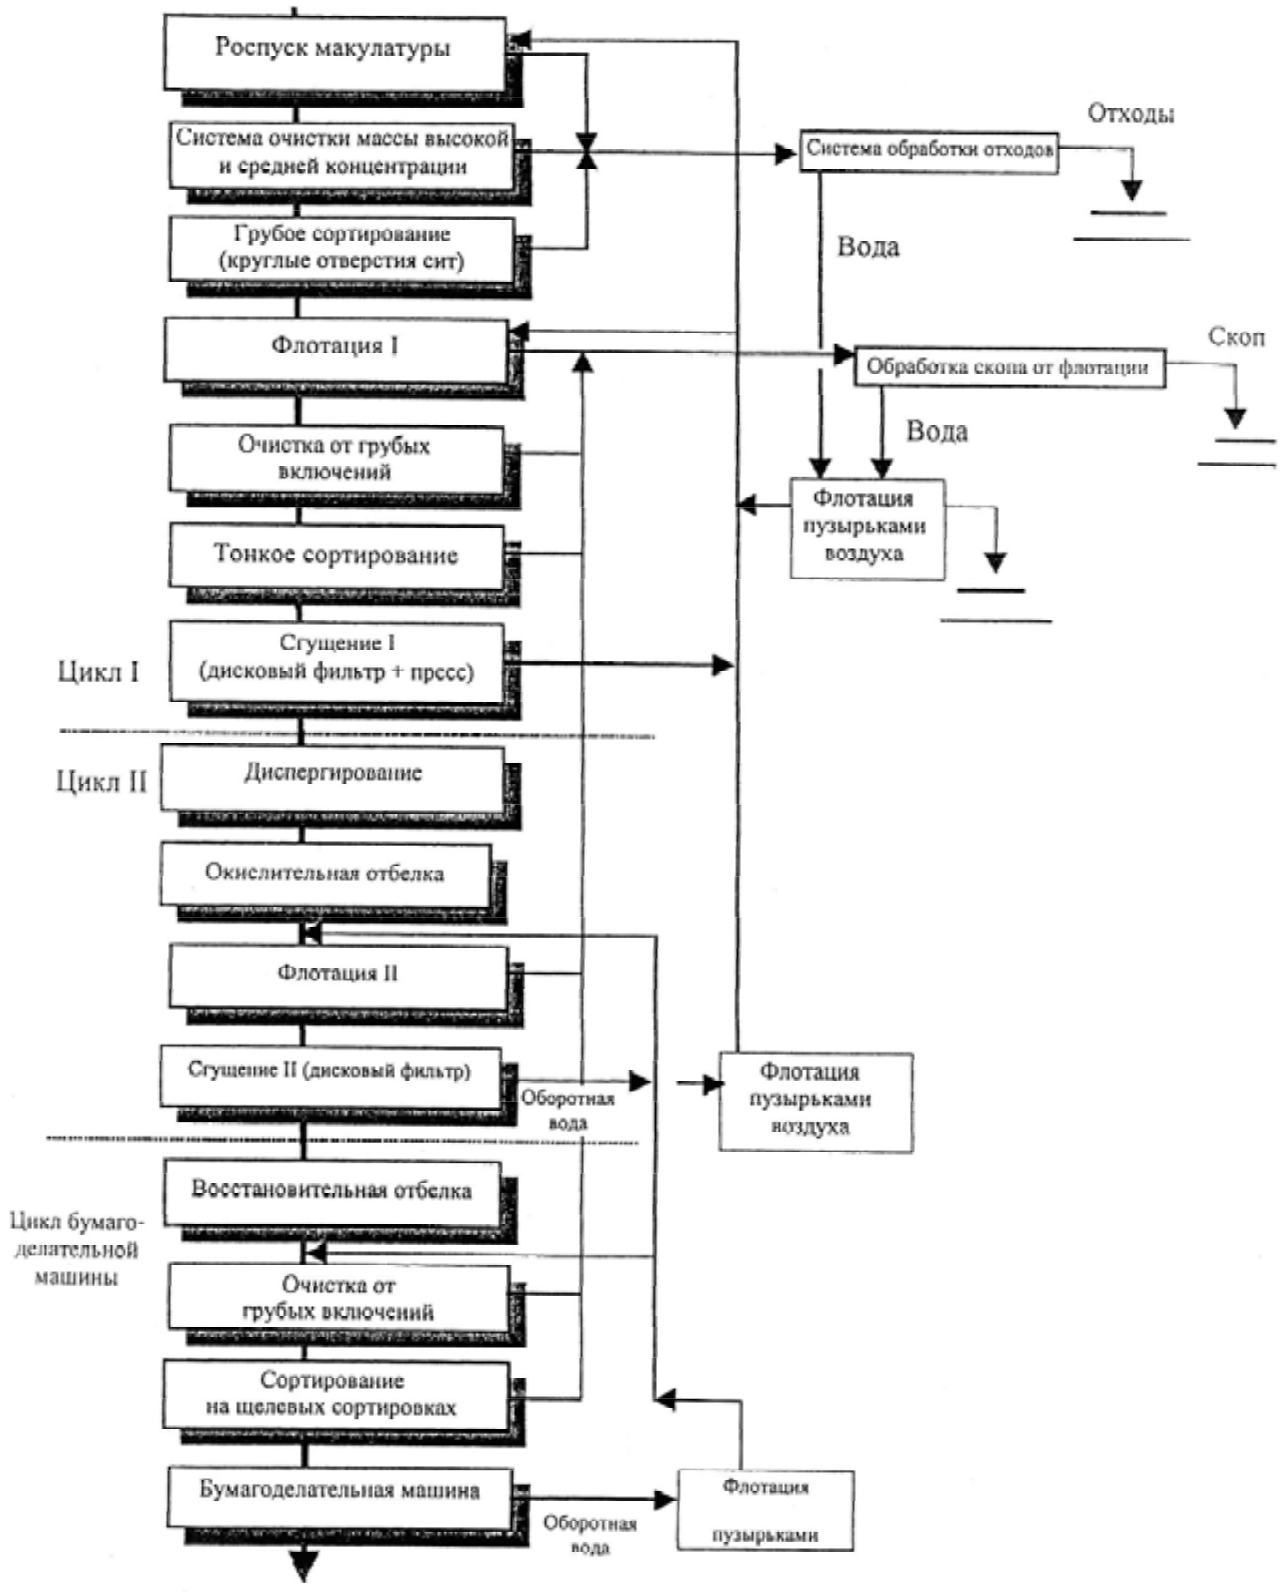 Роспуск макулатуры
Система очистки массы высокой
и средней концентрации
Грубое сортирование
(круглые отверстия сит)
Флотация I
Очистка от грубых
включений
Тонкое сортирование
Сгущение I
(дисковый фильтр + прссс)
Цикл I
Цикл II
Диспергирование
Окислительная отбелка
Флотация II
Сгущение II (дисковый фильтр)
Оборотная
вода
Восстановительная отбелка
Цикл бумаго-
делательной
машины
Очистка от
грубых включений
Сортирование
на щелевых сортировках
Бумагоделательная машина
Оборотная
вода
Отходы
Система обработки отходов
Вода
Скоп
Обработка скопа от флотации
Вода
Флотация
пузырьками
воздуха
Флотация
пузырьками
воздуха
Флотация
пузырьками